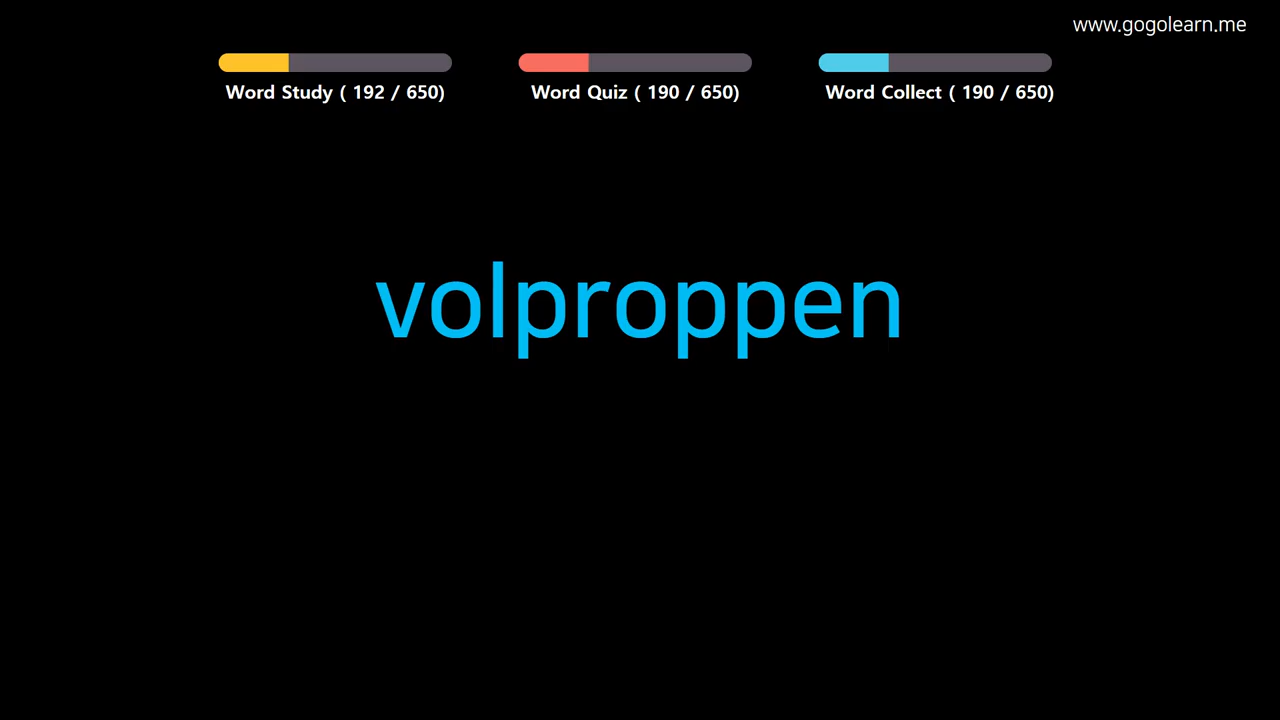 www.gogolearn.me
Word Study ( 192 / 650)
Word Quiz ( 190 / 650)
Word Collect ( 190 / 650)
volproppen